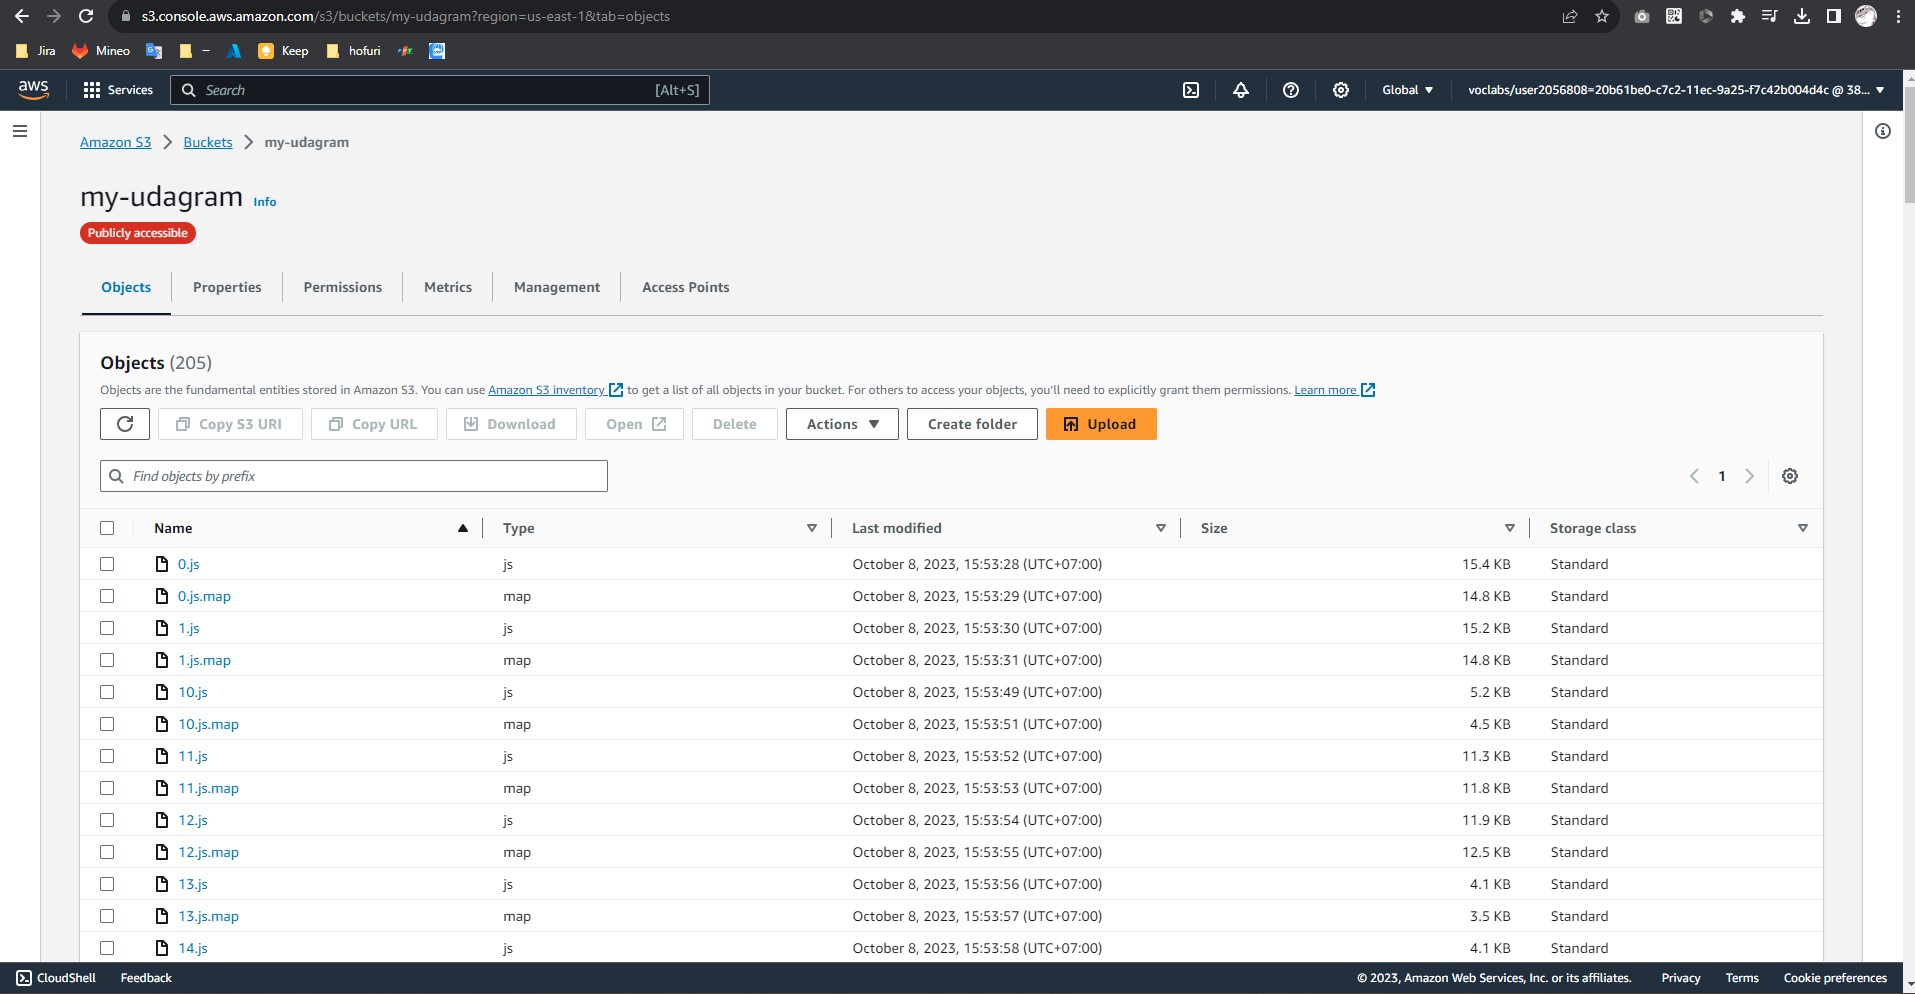 s3.console.aws.amazon.com/s3/buckets/my-udagram?region=us-east-1&tab=objects
Jira Mineo – Keep hofuri
aws Services Search [Alt+S] Global voclabs/user2056808=20b61be0-c7c2-11ec-9a25-f7c42b004d4c @ 38...
Amazon S3 Buckets my-udagram
my-udagram Info
Publicly accessible
Objects Properties Permissions Metrics Management Access Points
Objects (205)
Objects are the fundamental entities stored in Amazon S3. You can use Amazon S3 inventory to get a list of all objects in your bucket. For others to access your objects, you'll need to explicitly grant them permissions. Learn more
Copy S3 URI Copy URL Download Open Delete Actions Create folder Upload
Find objects by prefix 1
Name Type Last modified Size Storage class
0.js js October 8, 2023, 15:53:28 (UTC+07:00) 15.4 KB Standard
0.js.map map October 8, 2023, 15:53:29 (UTC+07:00) 14.8 KB Standard
1.js js October 8, 2023, 15:53:30 (UTC+07:00) 15.2 KB Standard
1.js.map map October 8, 2023, 15:53:31 (UTC+07:00) 14.8 KB Standard
10.js js October 8, 2023, 15:53:49 (UTC+07:00) 5.2 KB Standard
10.js.map map October 8, 2023, 15:53:51 (UTC+07:00) 4.5 KB Standard
11.js js October 8, 2023, 15:53:52 (UTC+07:00) 11.3 KB Standard
11.js.map map October 8, 2023, 15:53:53 (UTC+07:00) 11.8 KB Standard
12.js js October 8, 2023, 15:53:54 (UTC+07:00) 11.9 KB Standard
12.js.map map October 8, 2023, 15:53:55 (UTC+07:00) 12.5 KB Standard
13.js js October 8, 2023, 15:53:56 (UTC+07:00) 4.1 KB Standard
13.js.map map October 8, 2023, 15:53:57 (UTC+07:00) 3.5 KB Standard
14.js js October 8, 2023, 15:53:58 (UTC+07:00) 4.1 KB Standard
CloudShell Feedback © 2023, Amazon Web Services, Inc. or its affiliates. Privacy Terms Cookie preferences